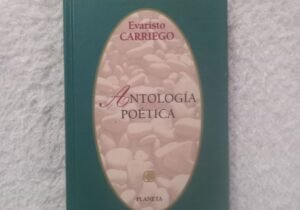 Evaristo
CARRIEGO
ANTOLOGÍA
POÉTICA
PLANETA